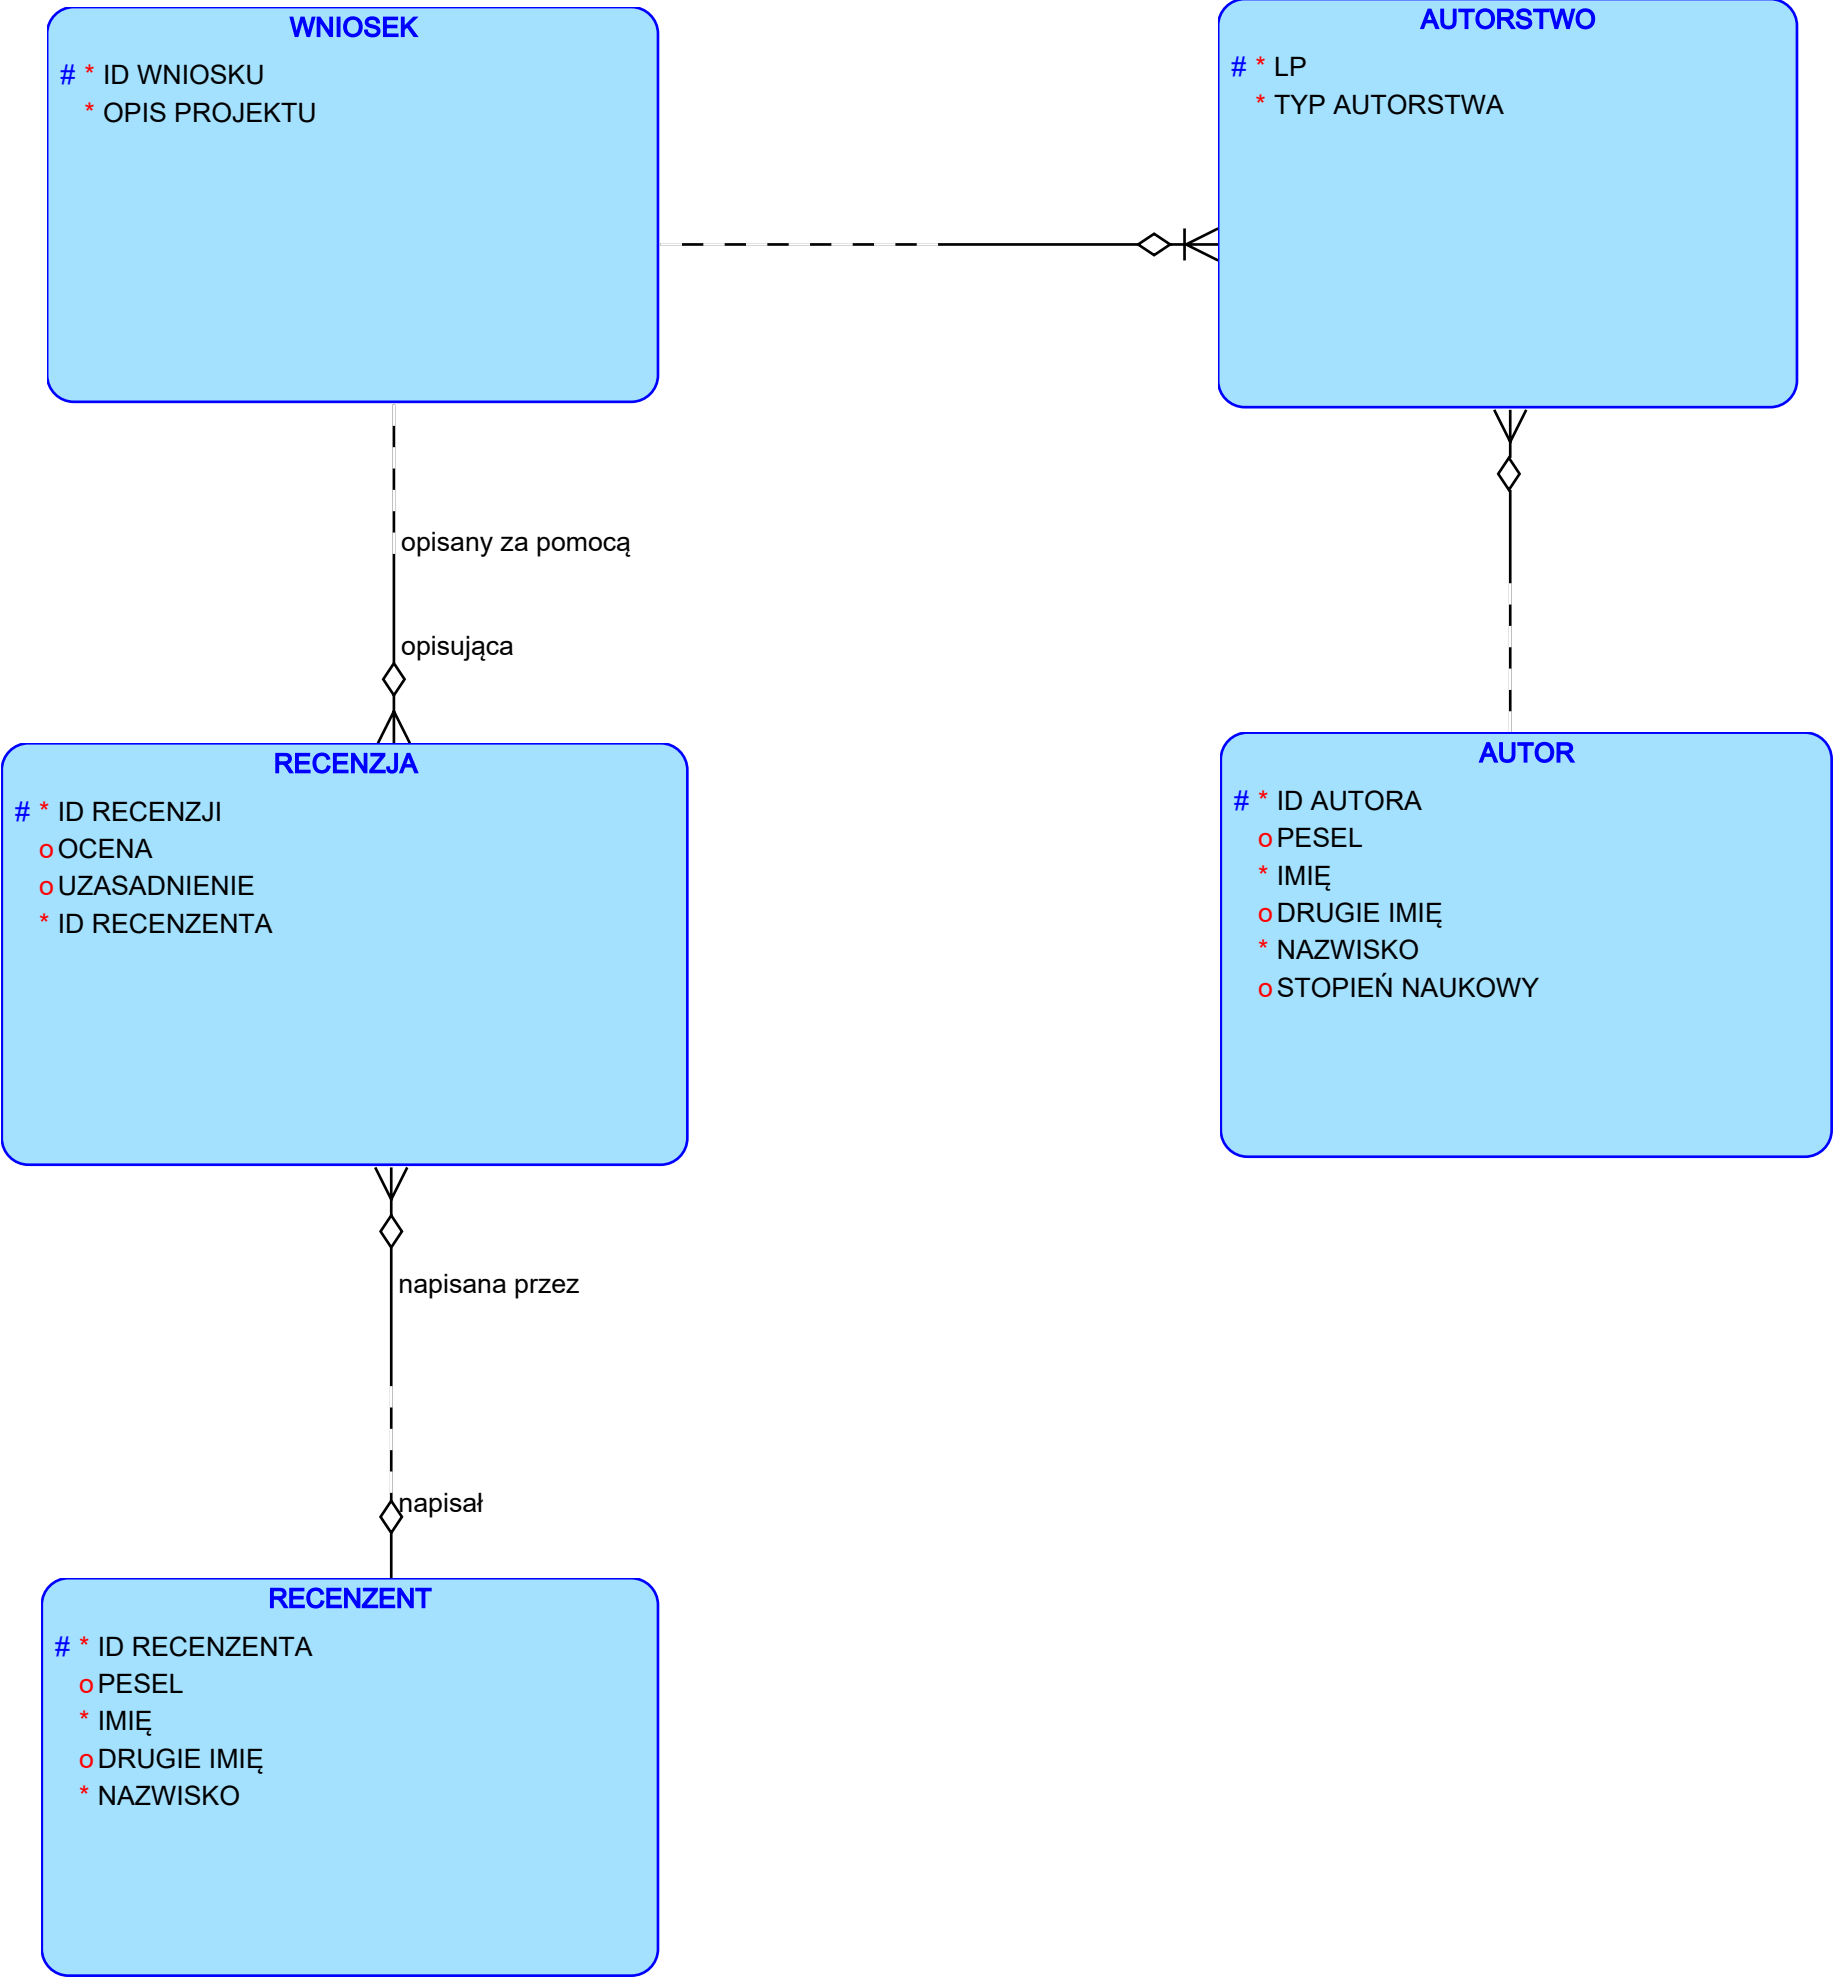 WNIOSEK
# * ID WNIOSKU
* OPIS PROJEKTU
AUTORSTWO
# * LP
* TYP AUTORSTWA
opisany za pomocą
opisująca
RECENZJA
# * ID RECENZJI
o OCENA
o UZASADNIENIE
* ID RECENZENTA
AUTOR
# * ID AUTORA
o PESEL
* IMIĘ
o DRUGIE IMIĘ
* NAZWISKO
o STOPIEŃ NAUKOWY
napisana przez
napisał
RECENZENT
# * ID RECENZENTA
o PESEL
* IMIĘ
o DRUGIE IMIĘ
* NAZWISKO